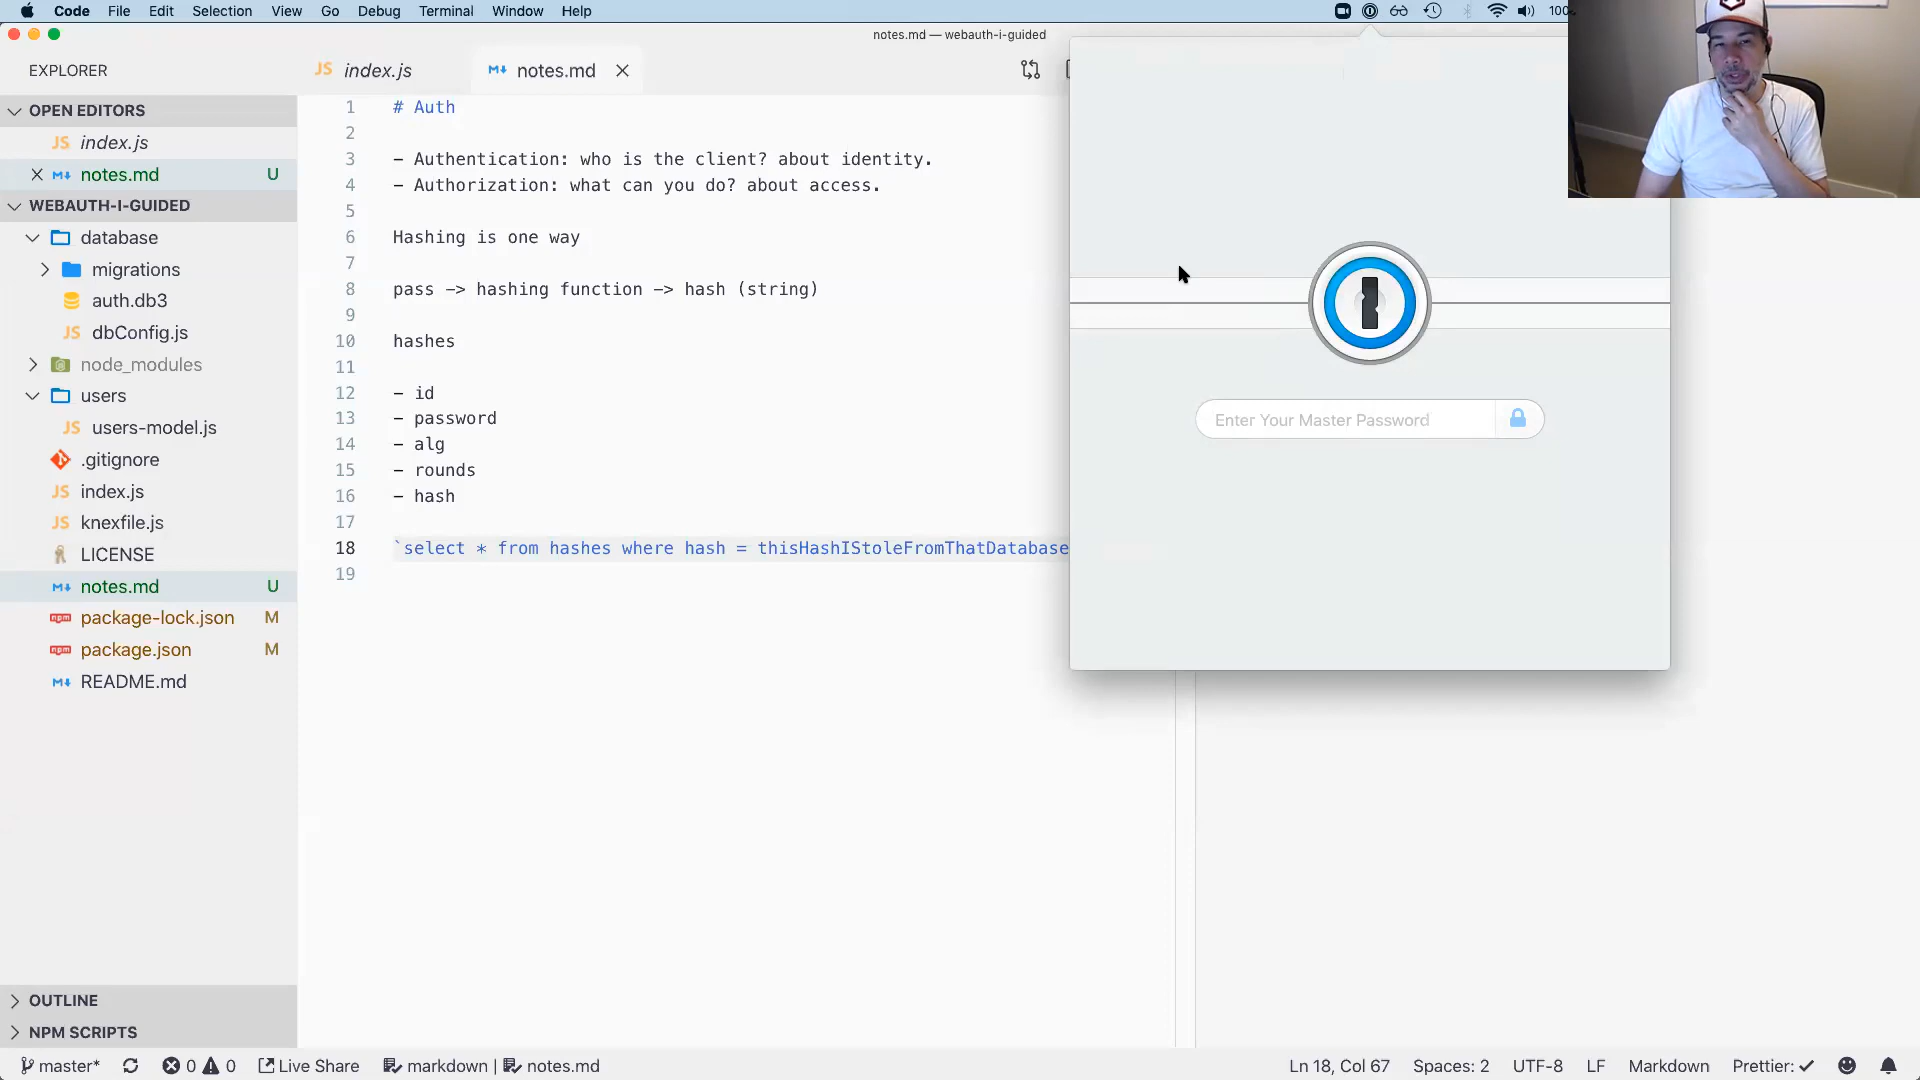 Code File Edit Selection View Go Debug Terminal Window Help
100
notes.md — webauth-i-guided
EXPLORER
index.js
notes.md
OPEN EDITORS
index.js
notes.md U
WEBAUTH-I-GUIDED
database
migrations
auth.db3
dbConfig.js
node_modules
users
users-model.js
.gitignore
index.js
knexfile.js
LICENSE
notes.md U
package-lock.json M
package.json M
README.md
OUTLINE
NPM SCRIPTS
1 # Auth
2
3 - Authentication: who is the client? about identity.
4 - Authorization: what can you do? about access.
5
6 Hashing is one way
7
8 pass -> hashing function -> hash (string)
9
10 hashes
11
12 - id
13 - password
14 - alg
15 - rounds
16 - hash
17
18 `select * from hashes where hash = thisHashIStoleFromThatDatabase
19
Enter Your Master Password
master* 0 0 Live Share markdown | notes.md
Ln 18, Col 67 Spaces: 2 UTF-8 LF Markdown Prettier: ✓